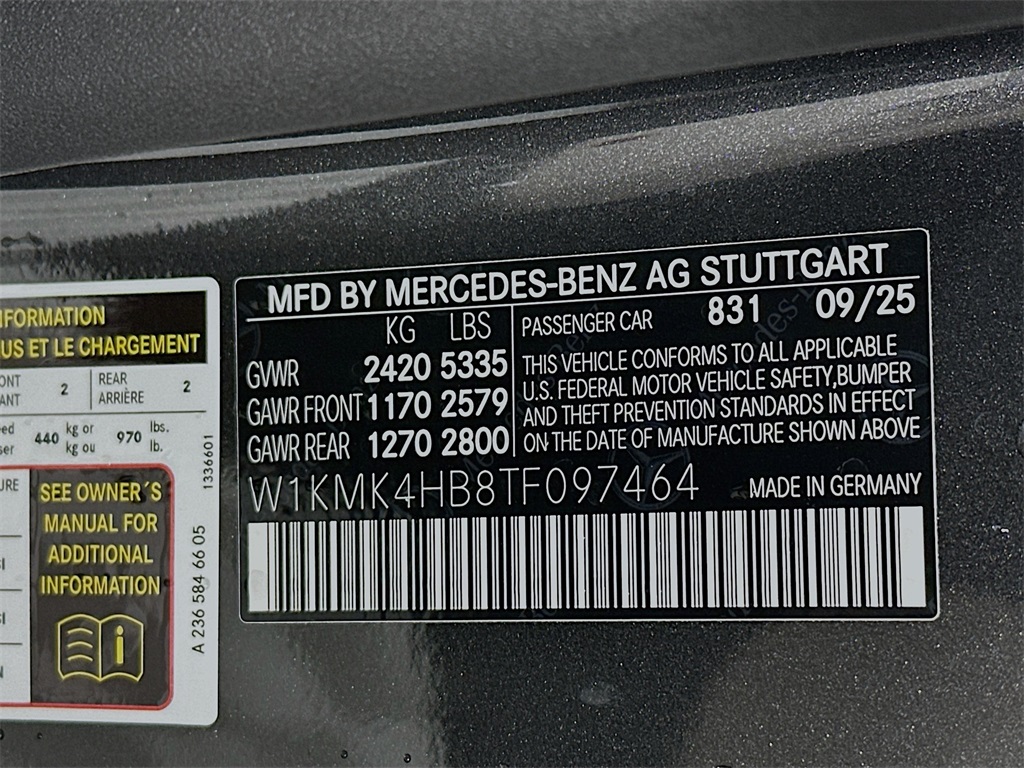 NFORMATION
US ET LE CHARGEMENT
ONT
ANT
2
REAR
ARRIÈRE
2
440
kg or
kg ou
970
lbs.
lb.
SEE OWNER´S
MANUAL FOR
ADDITIONAL
INFORMATION
1336601
A 236 584 66 05
MFD BY MERCEDES-BENZ AG STUTTGART
KG LBS
GVWR 2420 5335
GAWR FRONT 1170 2579
GAWR REAR 1270 2800
PASSENGER CAR 831 09/25
THIS VEHICLE CONFORMS TO ALL APPLICABLE
U.S. FEDERAL MOTOR VEHICLE SAFETY,BUMPER
AND THEFT PREVENTION STANDARDS IN EFFECT
ON THE DATE OF MANUFACTURE SHOWN ABOVE
W1KMK4HB8TF097464
MADE IN GERMANY